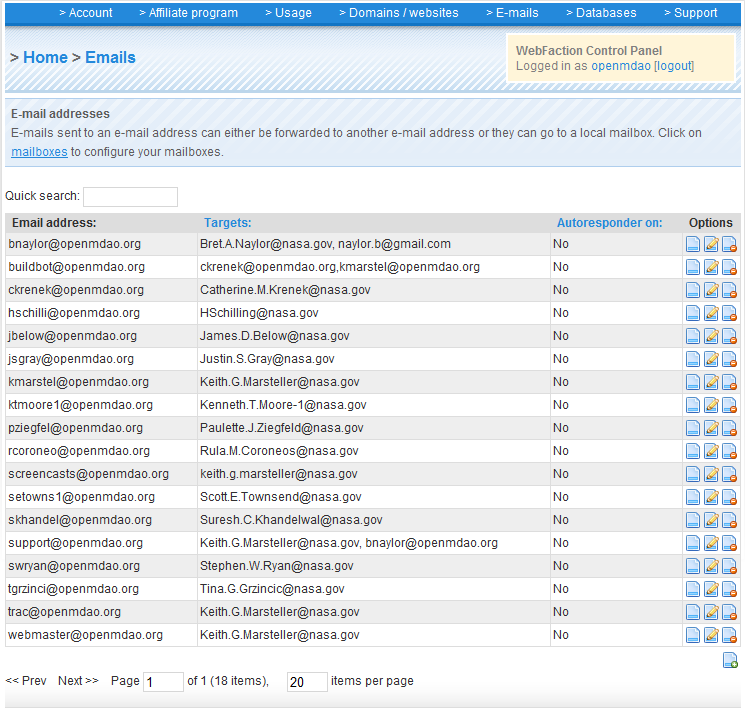 > Account > Affiliate program > Usage > Domains / websites > E-mails > Databases > Support
> Home > Emails
WebFaction Control Panel
Logged in as openmdao [logout]
E-mail addresses
E-mails sent to an e-mail address can either be forwarded to another e-mail address or they can go to a local mailbox. Click on
mailboxes to configure your mailboxes.
Quick search:
Email address: Targets: Autoresponder on: Options
bnaylor@openmdao.org Bret.A.Naylor@nasa.gov, naylor.b@gmail.com No
buildbot@openmdao.org ckrenek@openmdao.org,kmarstel@openmdao.org No
ckrenek@openmdao.org Catherine.M.Krenek@nasa.gov No
hschilli@openmdao.org HSchilling@nasa.gov No
jbelow@openmdao.org James.D.Below@nasa.gov No
jsgray@openmdao.org Justin.S.Gray@nasa.gov No
kmarstel@openmdao.org Keith.G.Marsteller@nasa.gov No
ktmoore1@openmdao.org Kenneth.T.Moore-1@nasa.gov No
pziegfel@openmdao.org Paulette.J.Ziegfeld@nasa.gov No
rcoroneo@openmdao.org Rula.M.Coroneos@nasa.gov No
screencasts@openmdao.org keith.g.marsteller@nasa.gov No
setowns1@openmdao.org Scott.E.Townsend@nasa.gov No
skhandel@openmdao.org Suresh.C.Khandelwal@nasa.gov No
support@openmdao.org Keith.G.Marsteller@nasa.gov, bnaylor@openmdao.org No
swryan@openmdao.org Stephen.W.Ryan@nasa.gov No
tgrzinci@openmdao.org Tina.G.Grzincic@nasa.gov No
trac@openmdao.org Keith.G.Marsteller@nasa.gov No
webmaster@openmdao.org Keith.G.Marsteller@nasa.gov No
<< Prev Next >> Page 1 of 1 (18 items), 20 items per page